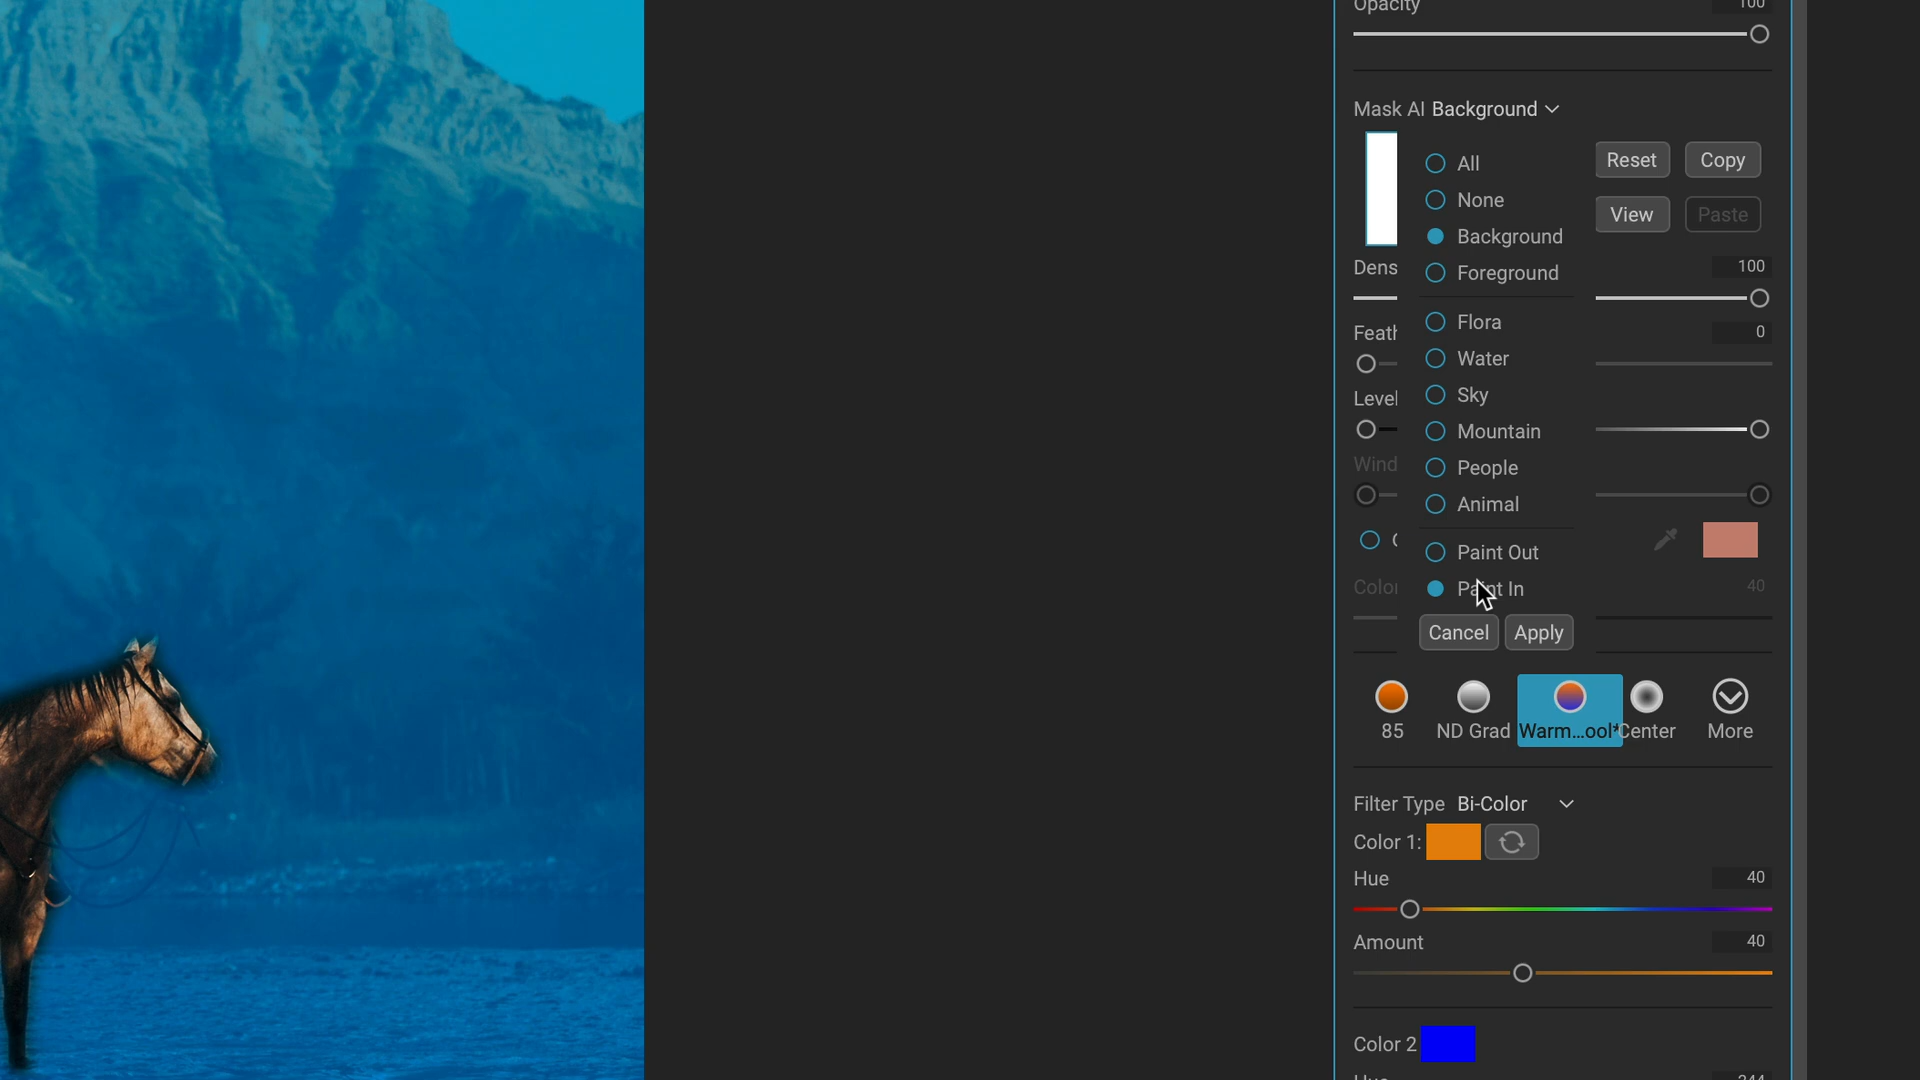 Opacity 100
Mask AI Background
All Reset Copy
None
View Paste
Background
Dens 100
Foreground
Flora
Feath 0
Water
Sky
Level
Mountain
Wind People
Animal
Paint Out
Color Paint In 40
Cancel Apply
85 ND Grad Warm...ool* Center More
Filter Type Bi-Color
Color 1:
Hue 40
Amount 40
Color 2
Hue 244